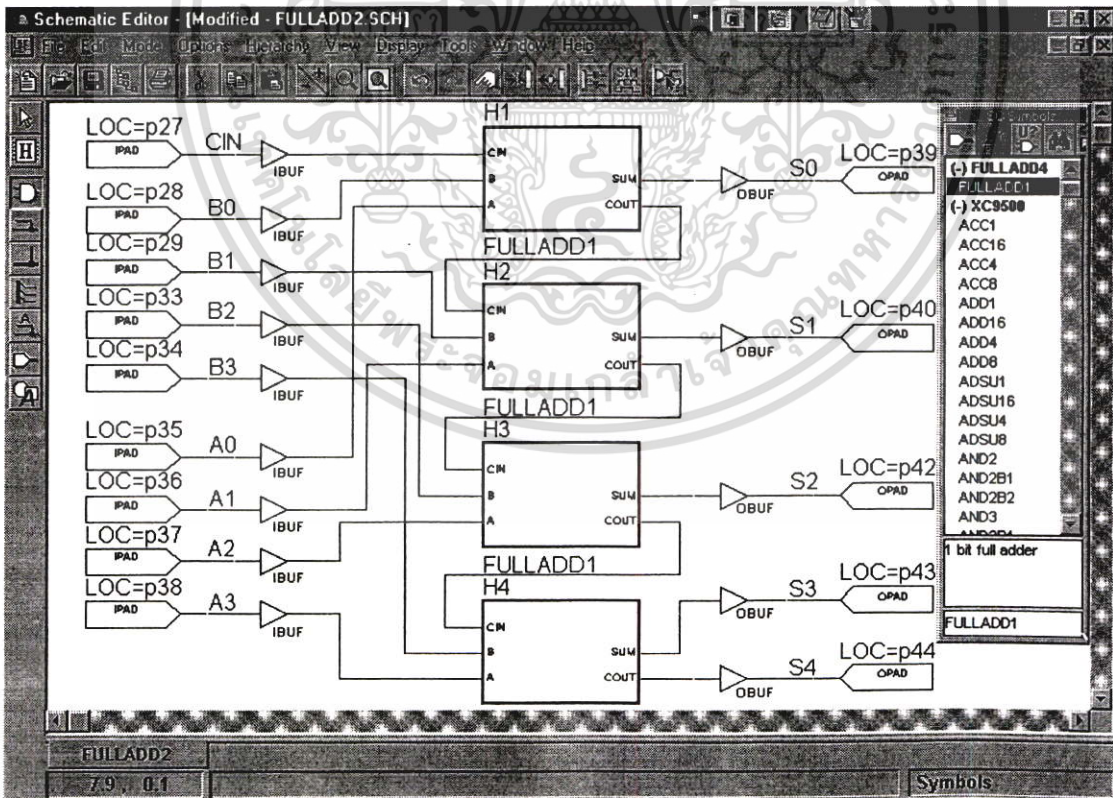 Schematic Editor - [Modified - FULLADD2.SCH]
File Edit Mode Options Hierarchy View Display Tools Window Help
SIM
H
LOC=p27
IPAD
CIN
IBUF
LOC=p28
IPAD
B0
IBUF
LOC=p29
IPAD
B1
IBUF
LOC=p33
IPAD
B2
IBUF
LOC=p34
IPAD
B3
IBUF
LOC=p35
IPAD
A0
IBUF
LOC=p36
IPAD
A1
IBUF
LOC=p37
IPAD
A2
IBUF
LOC=p38
IPAD
A3
IBUF
H1
CIN
B
A
SUM
COUT
FULLADD1
H2
CIN
B
A
SUM
COUT
FULLADD1
H3
CIN
B
A
SUM
COUT
FULLADD1
H4
CIN
B
A
SUM
COUT
OBUF
S0
LOC=p39
OPAD
OBUF
S1
LOC=p40
OPAD
OBUF
S2
LOC=p42
OPAD
OBUF
S3
LOC=p43
OPAD
OBUF
S4
LOC=p44
OPAD
Symbols
(-) FULLADD4
FULLADD1
(-) XC9500
ACC1
ACC16
ACC4
ACC8
ADD1
ADD16
ADD4
ADD8
ADSU1
ADSU16
ADSU4
ADSU8
AND2
AND2B1
AND2B2
AND3
1 bit full adder
FULLADD1
FULLADD2
7.9 0.1
Symbols